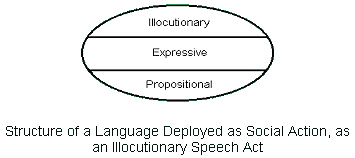 Illocutionary
Expressive
Propositional
Structure of a Language Deployed as Social Action, as
an Illocutionary Speech Act